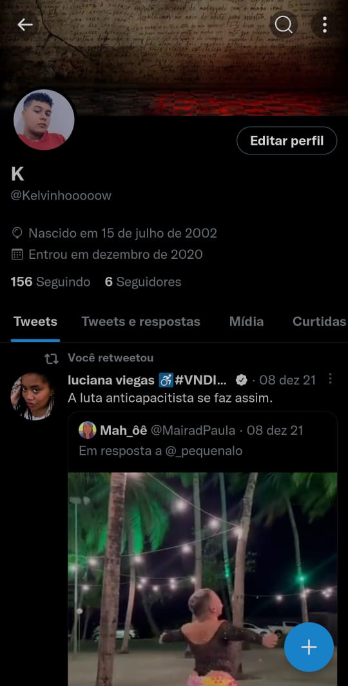 Editar perfil
K
@Kelvinhooooow
Nascido em 15 de julho de 2002
Entrou em dezembro de 2020
156 Seguindo 6 Seguidores
Tweets Tweets e respostas Mídia Curtidas
Você retweetou
luciana viegas ♿#VNDI... · 08 dez 21
A luta anticapacitista se faz assim.
Mah_ôê @MairadPaula · 08 dez 21
Em resposta a @_pequenalo